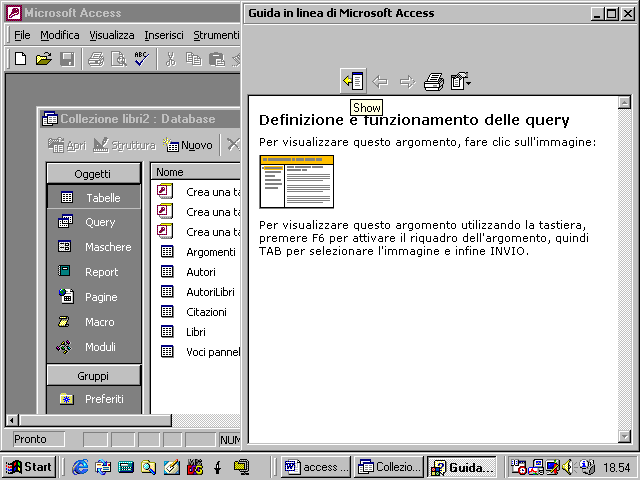 Microsoft Access
File Modifica Visualizza Inserisci Strumenti
Collezione libri2 : Database
Apri Struttura Nuovo
Oggetti
Tabelle
Query
Maschere
Report
Pagine
Macro
Moduli
Gruppi
Preferiti
Nome
Crea una ta
Crea una ta
Crea una ta
Argomenti
Autori
AutoriLibri
Citazioni
Libri
Voci pannel
Pronto
NUM
Guida in linea di Microsoft Access
Show
Definizione e funzionamento delle query
Per visualizzare questo argomento, fare clic sull'immagine:
Per visualizzare questo argomento utilizzando la tastiera,
premere F6 per attivare il riquadro dell'argomento, quindi
TAB per selezionare l'immagine e infine INVIO.
Start
access ...
Collezio...
Guida...
18.54